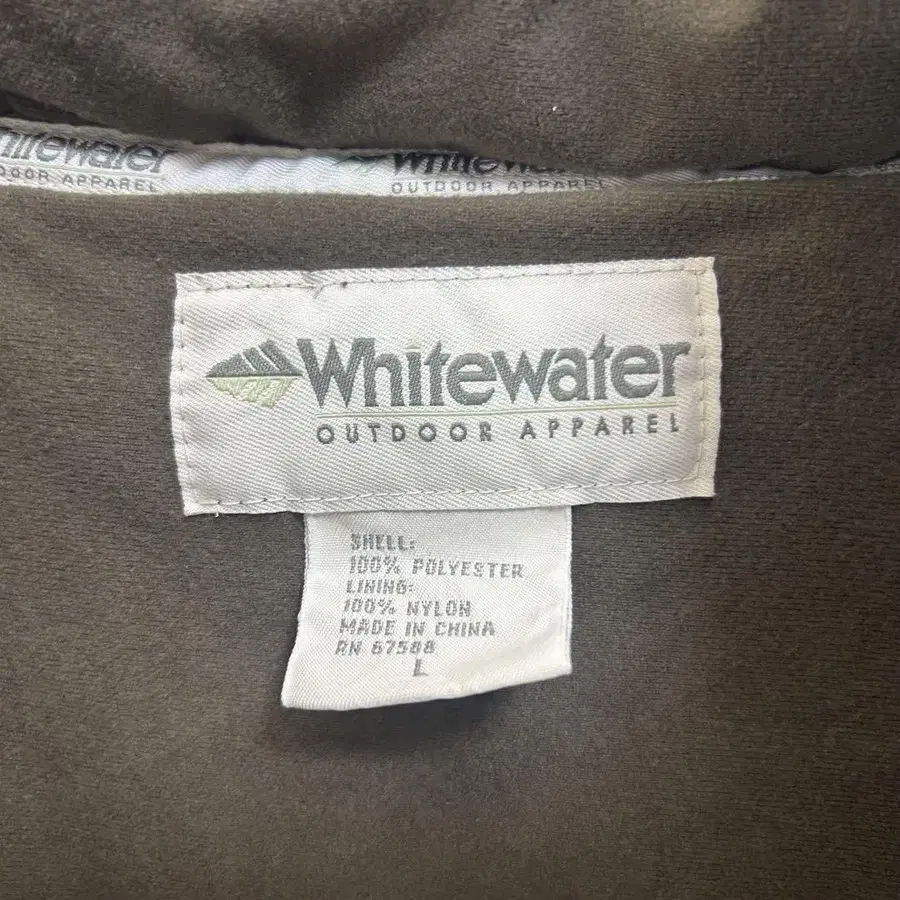 Whitewater
OUTDOOR APPAREL
Whitewater
OUTDOOR APPAREL
Whitewater
OUTDOOR APPAREL
SHELL:
100% POLYESTER
LINING:
100% NYLON
MADE IN CHINA
RN 67588
L